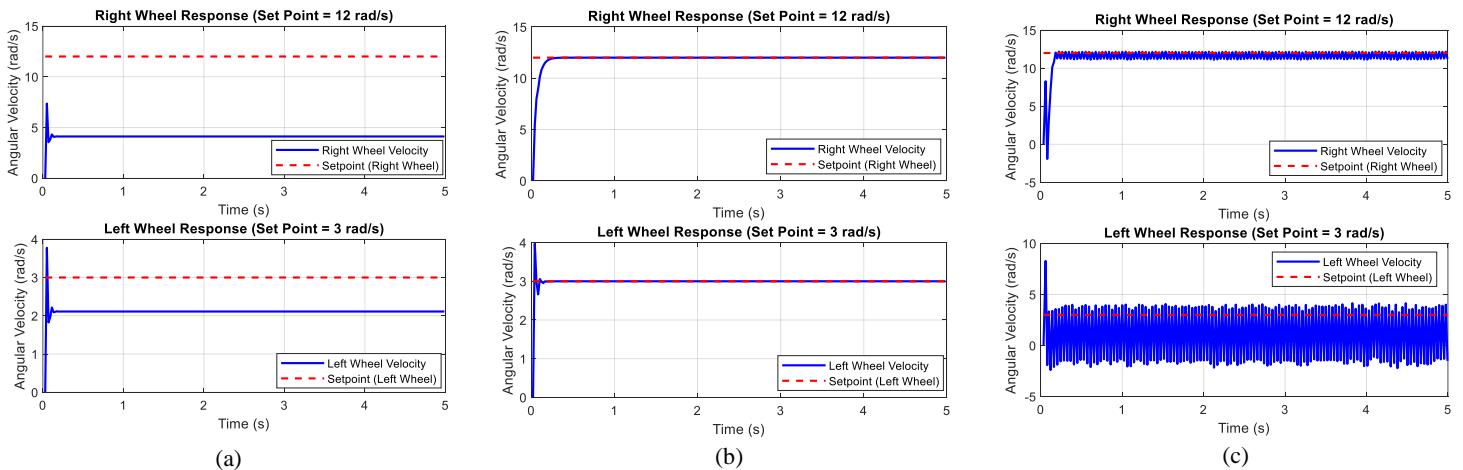 Right Wheel Response (Set Point = 12 rad/s)
15
10
5
0
Angular Velocity (rad/s)
Right Wheel Velocity
Setpoint (Right Wheel)
0 1 2 3 4 5
Time (s)
Left Wheel Response (Set Point = 3 rad/s)
4
3
2
1
0
Angular Velocity (rad/s)
Left Wheel Velocity
Setpoint (Left Wheel)
0 1 2 3 4 5
Time (s)
(a)
Right Wheel Response (Set Point = 12 rad/s)
15
10
5
0
Angular Velocity (rad/s)
Right Wheel Velocity
Setpoint (Right Wheel)
0 1 2 3 4 5
Time (s)
Left Wheel Response (Set Point = 3 rad/s)
4
3
2
1
0
Angular Velocity (rad/s)
Left Wheel Velocity
Setpoint (Left Wheel)
0 1 2 3 4 5
Time (s)
(b)
Right Wheel Response (Set Point = 12 rad/s)
15
10
5
0
-5
Angular Velocity (rad/s)
Right Wheel Velocity
Setpoint (Right Wheel)
0 1 2 3 4 5
Time (s)
Left Wheel Response (Set Point = 3 rad/s)
10
5
0
-5
Angular Velocity (rad/s)
Left Wheel Velocity
Setpoint (Left Wheel)
0 1 2 3 4 5
Time (s)
(c)